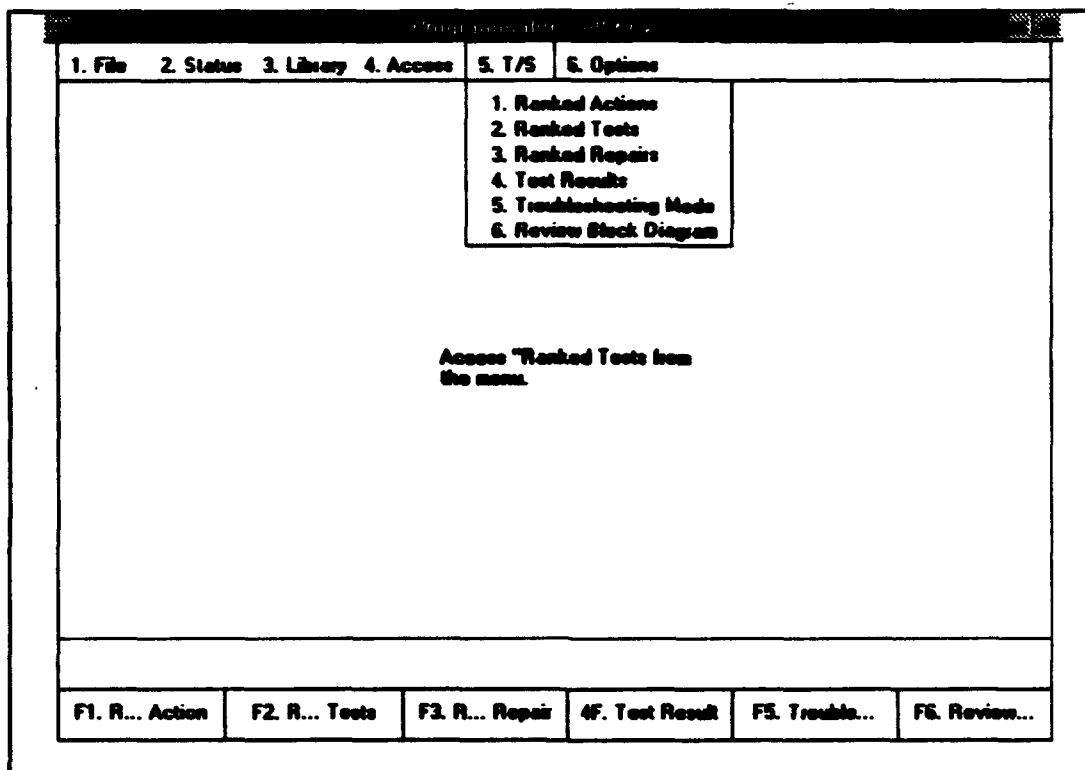 1. File 2. Status 3. Library 4. Access 5. T/S 6. Options
1. Ranked Actions
2. Ranked Tests
3. Ranked Repairs
4. Test Results
5. Troubleshooting Mode
6. Review Block Diagram
Access "Ranked Tests from
the menu.
F1. R... Action F2. R... Tests F3. R... Repair 4F. Test Result F5. Trouble... F6. Review...